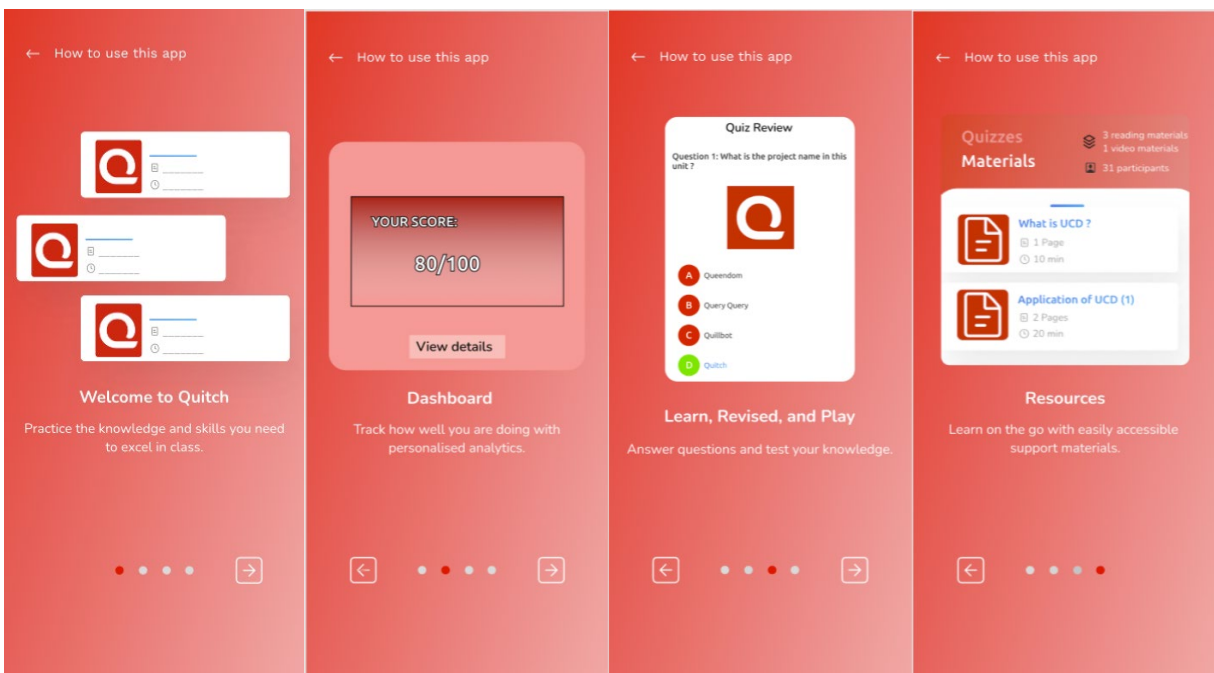 ← How to use this app
Welcome to Quitch
Practice the knowledge and skills you need
to excel in class.
← How to use this app
YOUR SCORE:
80/100
View details
Dashboard
Track how well you are doing with
personalised analytics.
← How to use this app
Quiz Review
Question 1: What is the project name in this
unit ?
A Queendom
B Query Query
C Quillbot
D Quitch
Learn, Revised, and Play
Answer questions and test your knowledge.
← How to use this app
Quizzes
Materials
3 reading materials
1 video materials
31 participants
What is UCD ?
1 Page
10 min
Application of UCD (1)
2 Pages
20 min
Resources
Learn on the go with easily accessible
support materials.